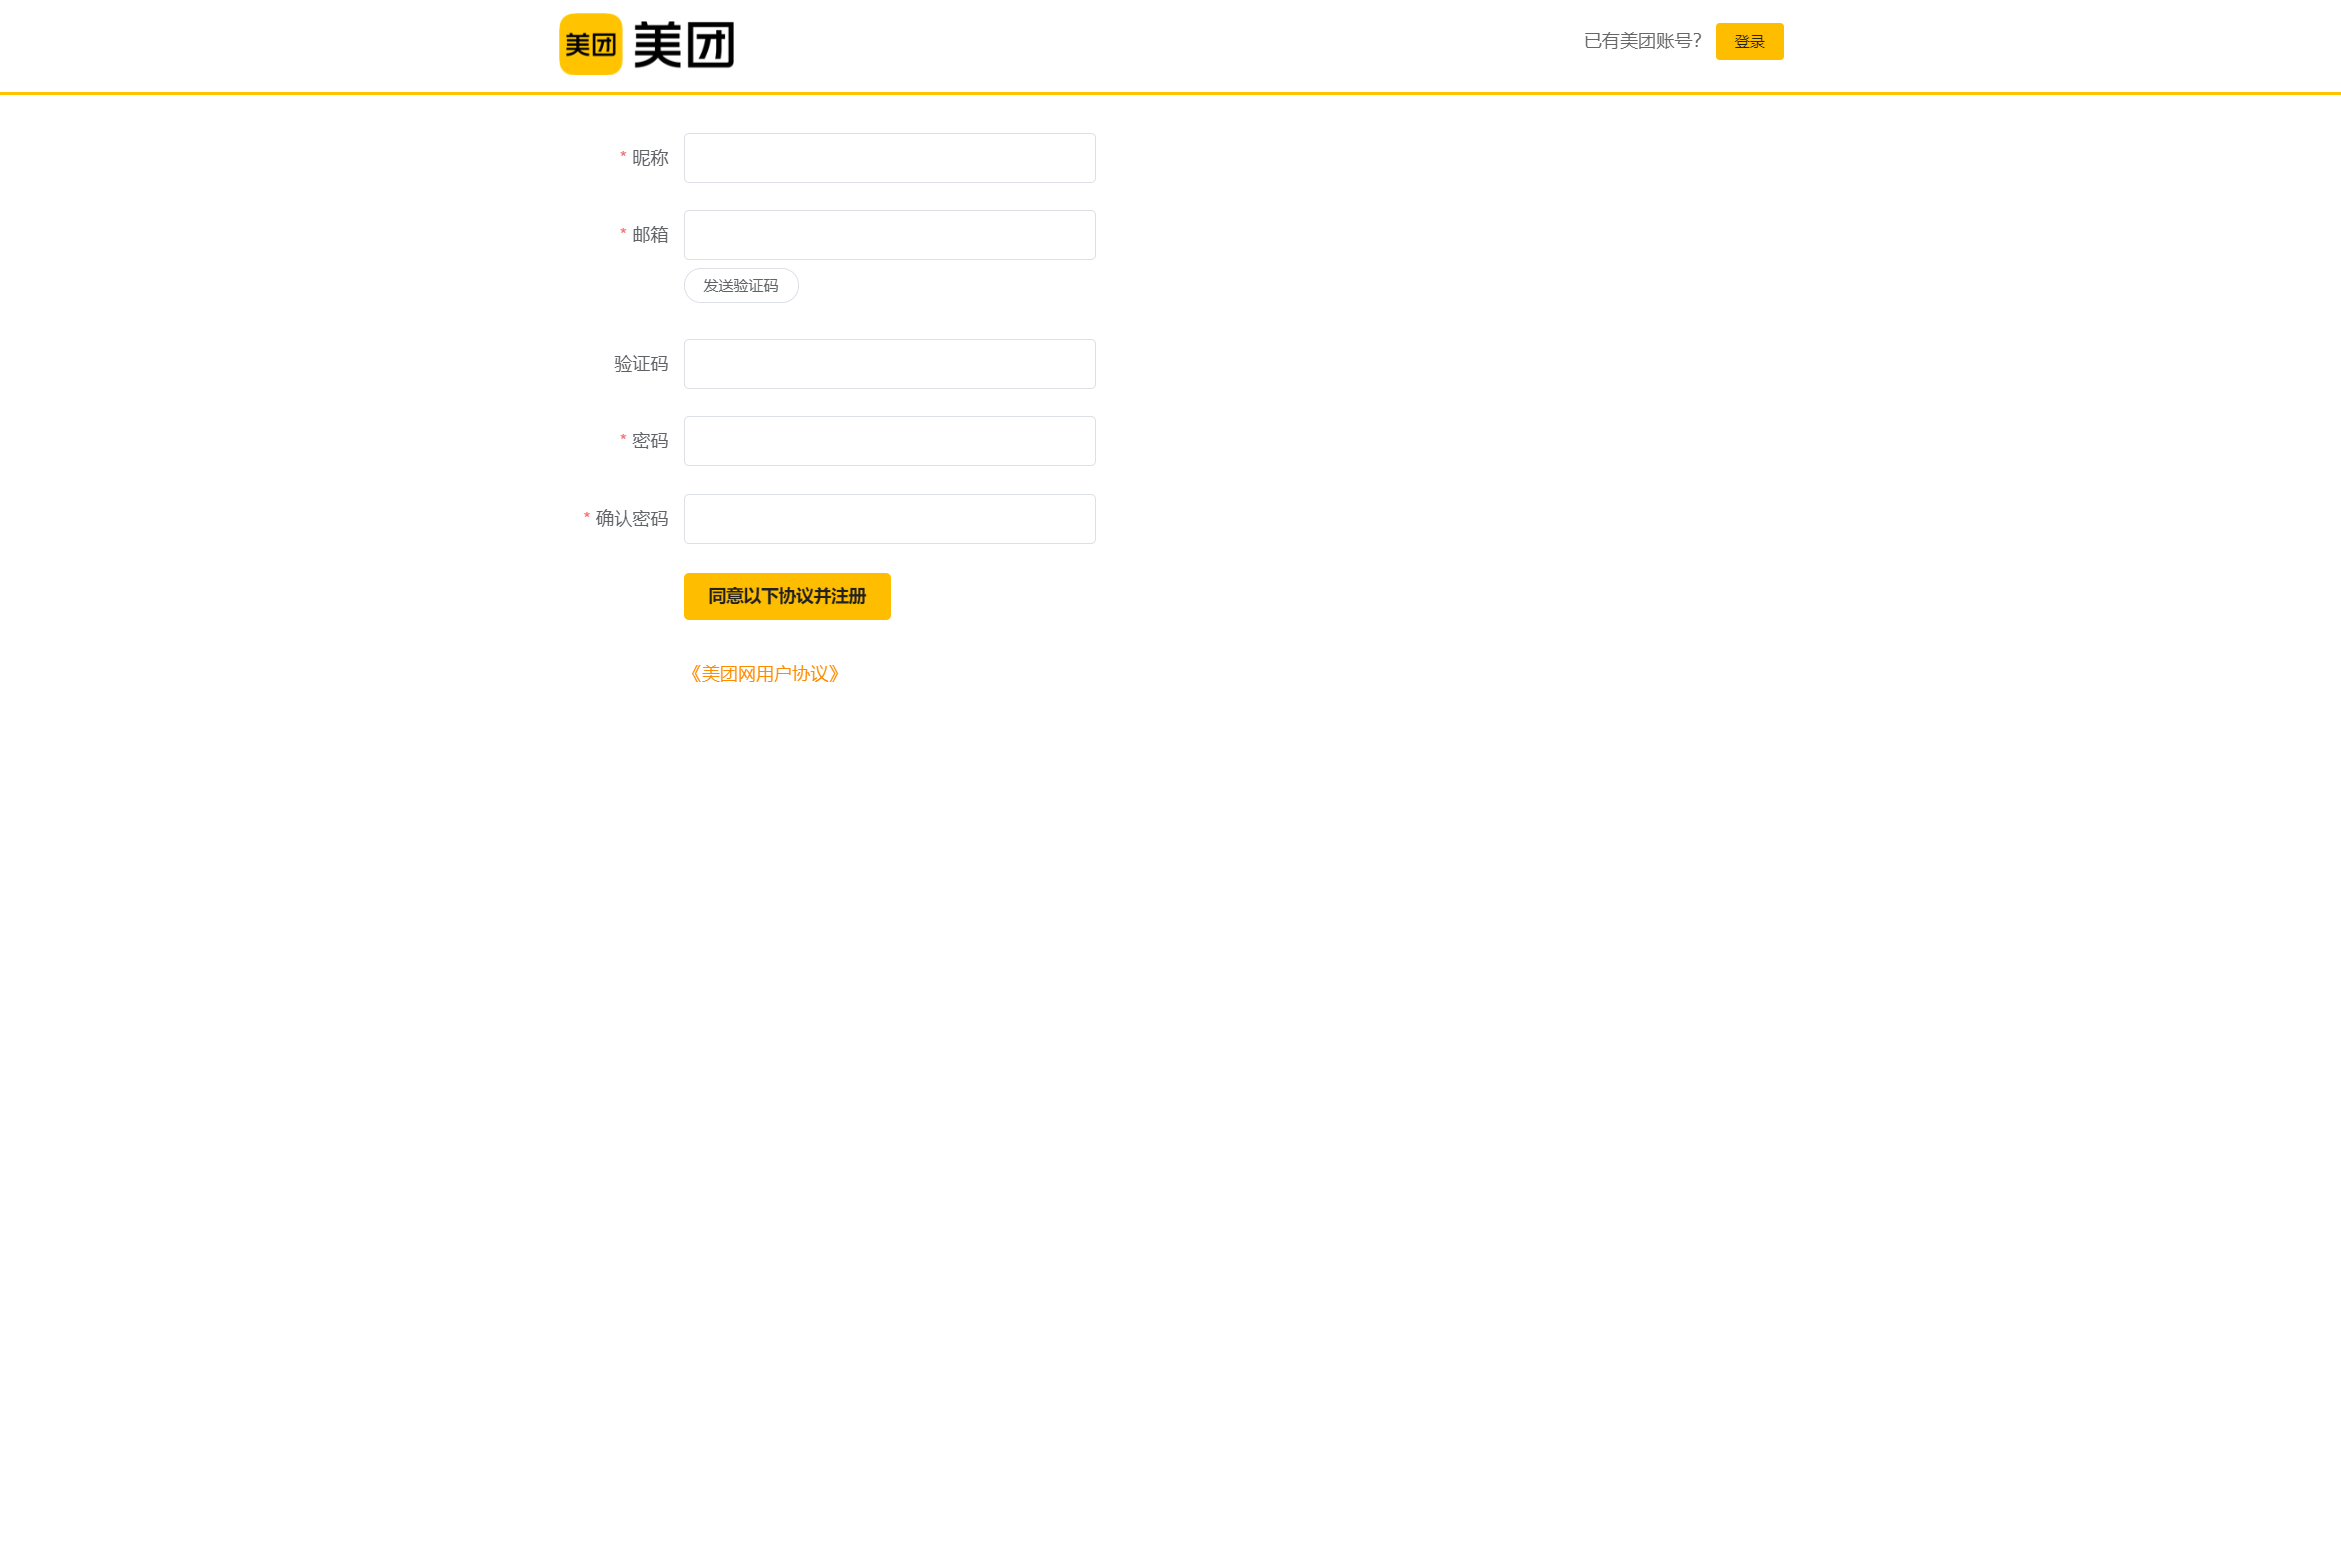 美团 美团
已有美团账号? 登录
* 昵称
* 邮箱
发送验证码
验证码
* 密码
* 确认密码
同意以下协议并注册
《美团网用户协议》